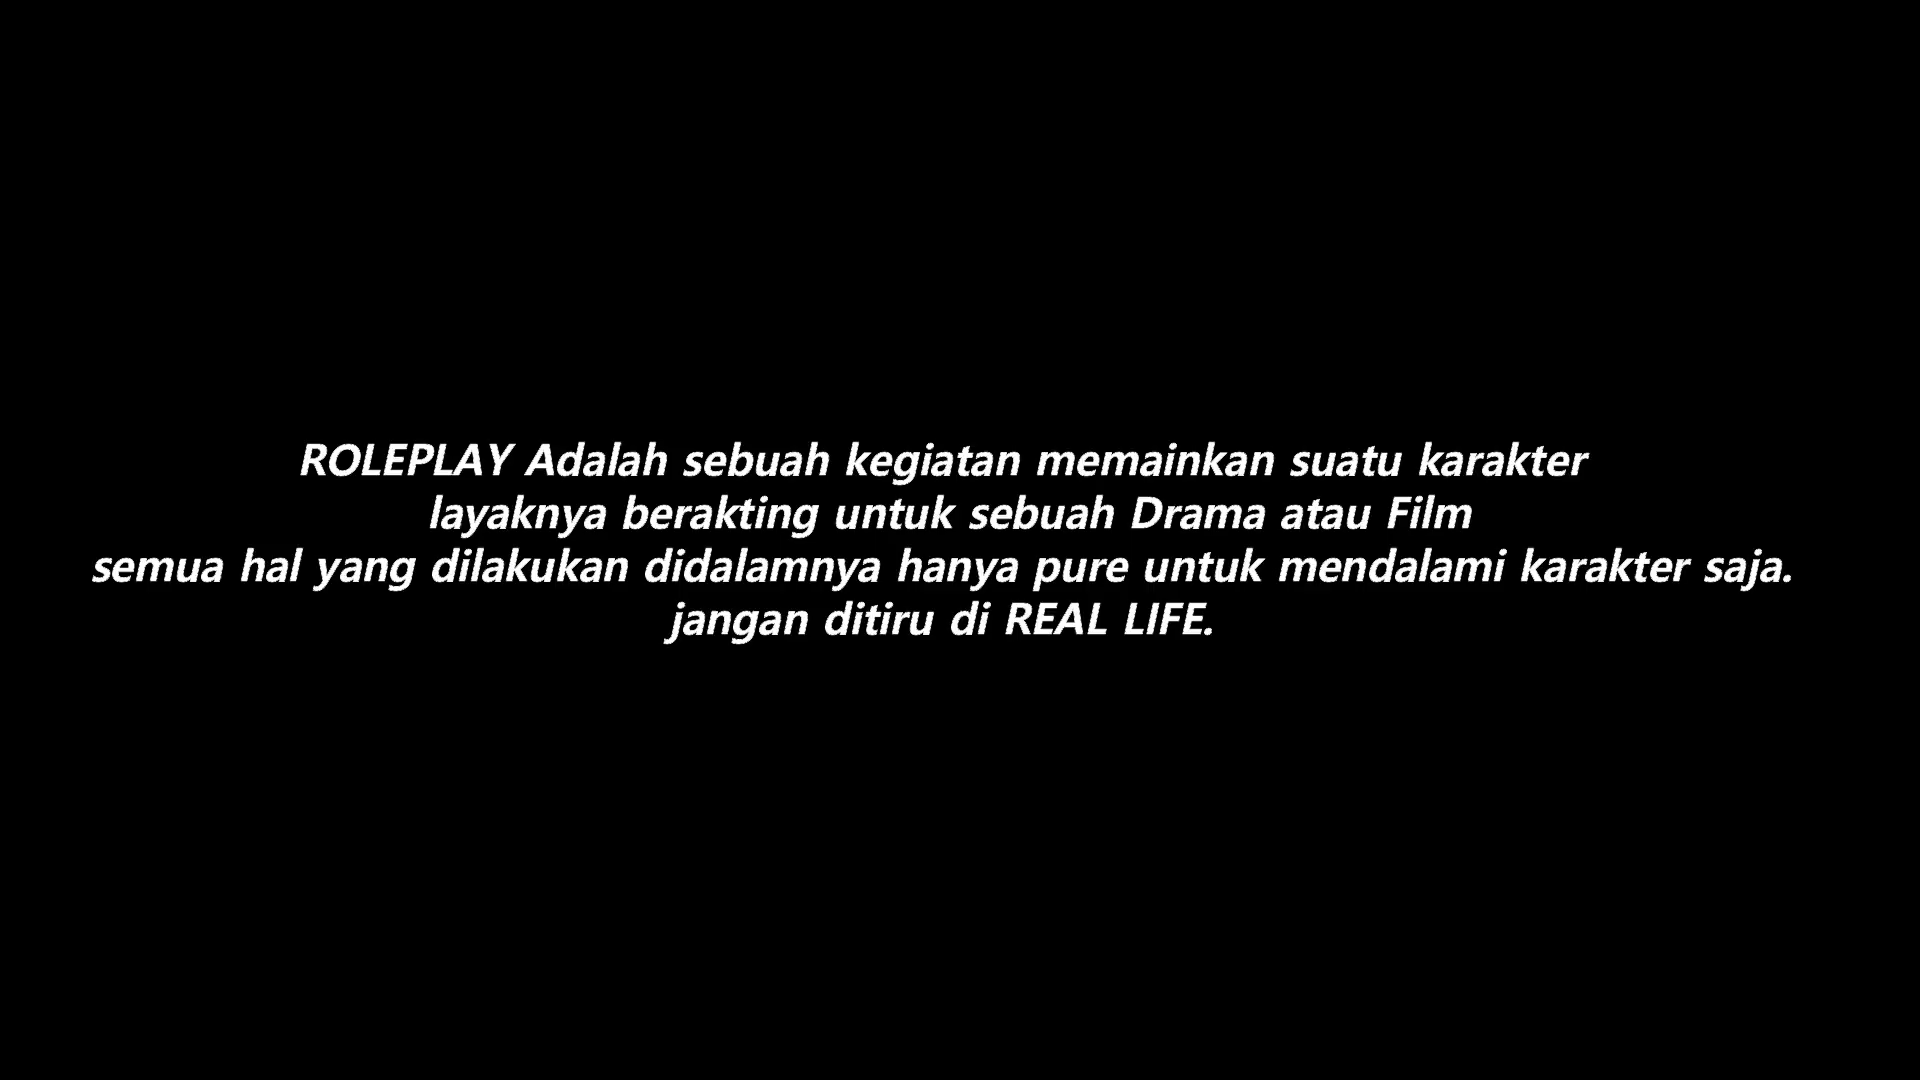 ROLEPLAY Adalah sebuah kegiatan memainkan suatu karakter
layaknya berakting untuk sebuah Drama atau Film
semua hal yang dilakukan didalamnya hanya pure untuk mendalami karakter saja.
jangan ditiru di REAL LIFE.